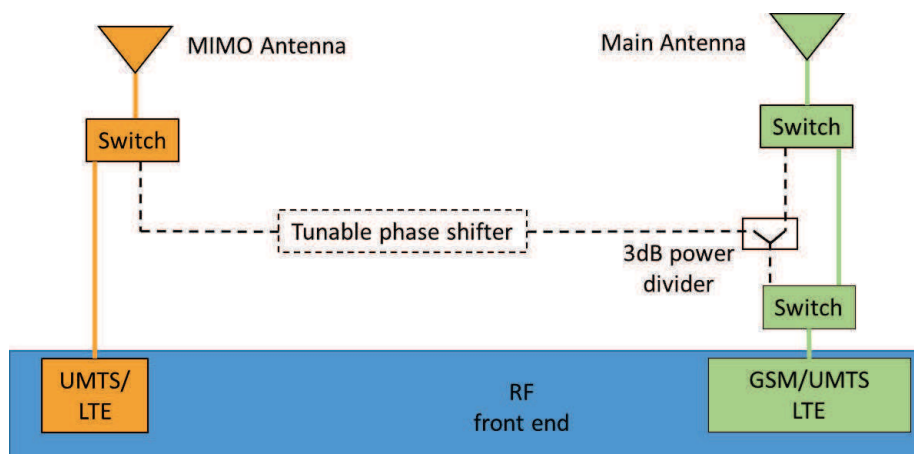 MIMO Antenna
Main Antenna
Switch
Switch
Tunable phase shifter
3dB power
divider
Switch
UMTS/
LTE
RF
front end
GSM/UMTS
LTE